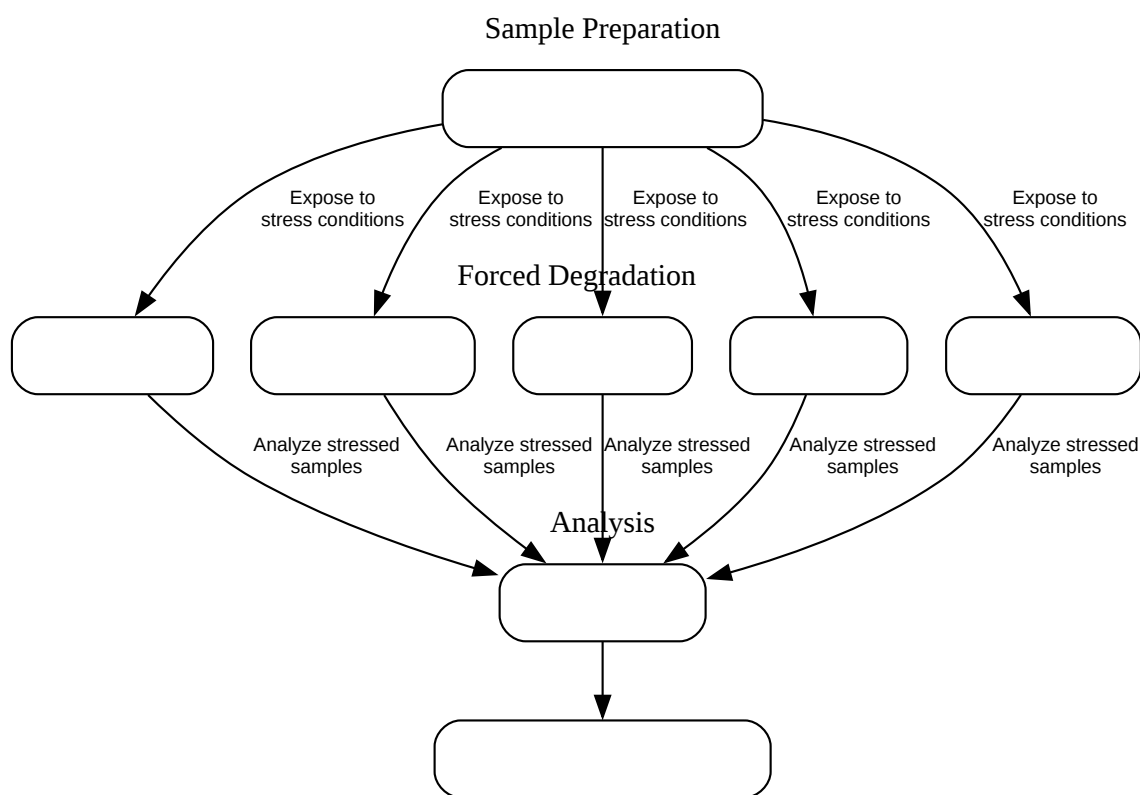 Sample Preparation
Expose to
stress conditions
Expose to
stress conditions
Expose to
stress conditions
Expose to
stress conditions
Expose to
stress conditions
Forced Degradation
Analyze stressed
samples
Analyze stressed
samples
Analyze stressed
samples
Analyze stressed
samples
Analyze stressed
samples
Analysis